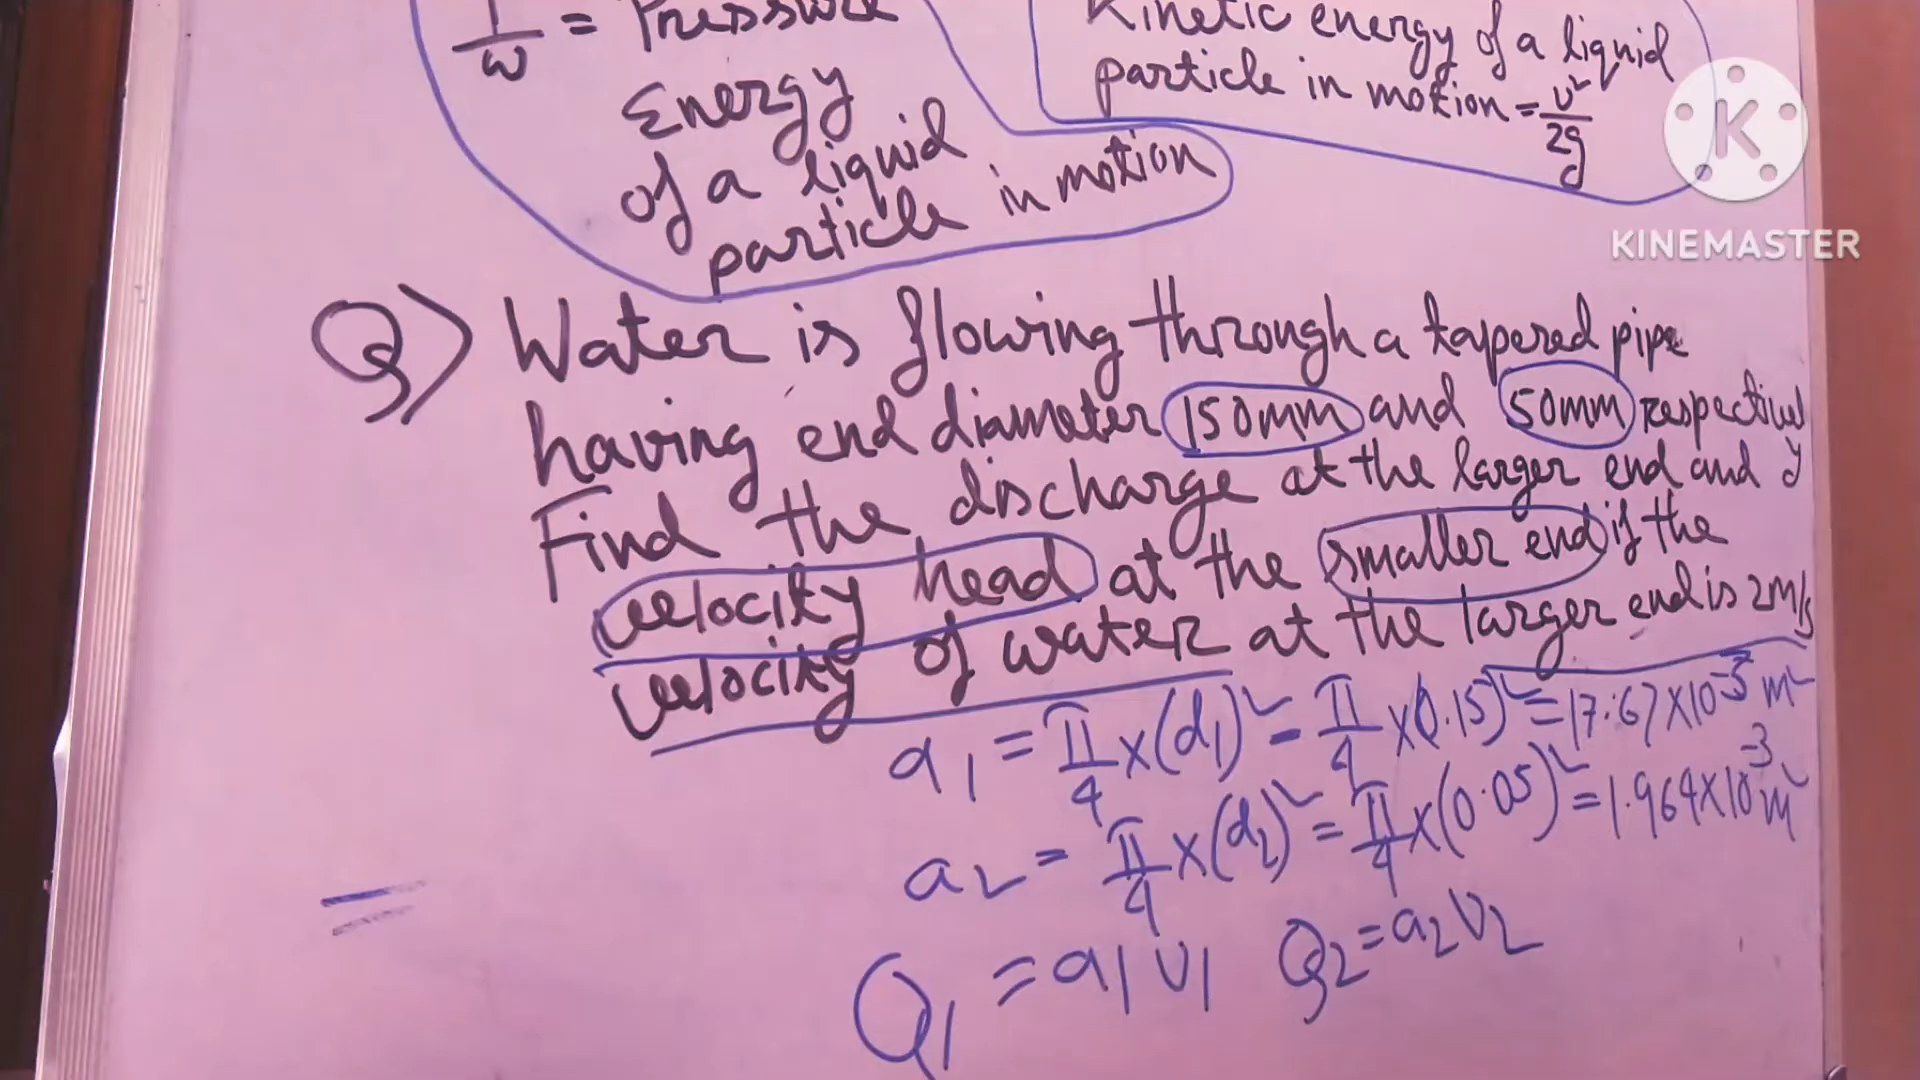 P/ω = Pressure
Energy
of a liquid
particle in motion
Kinetic energy of a liquid
particle in motion = v²/2g
K
KINEMASTER
Q) Water is flowing through a tapered pipe
having end diameter 150mm and 50mm respectively
Find the discharge at the larger end and
velocity head at the smaller end if the
velocity of water at the larger end is 2m/s
a1 = π/4 × (d1)² = π/4 × (0.15)² = 17.67 × 10⁻³ m²
a2 = π/4 × (d2)² = π/4 × (0.05)² = 1.964 × 10⁻³ m²
Q1 = a1 v1 Q2 = a2 v2